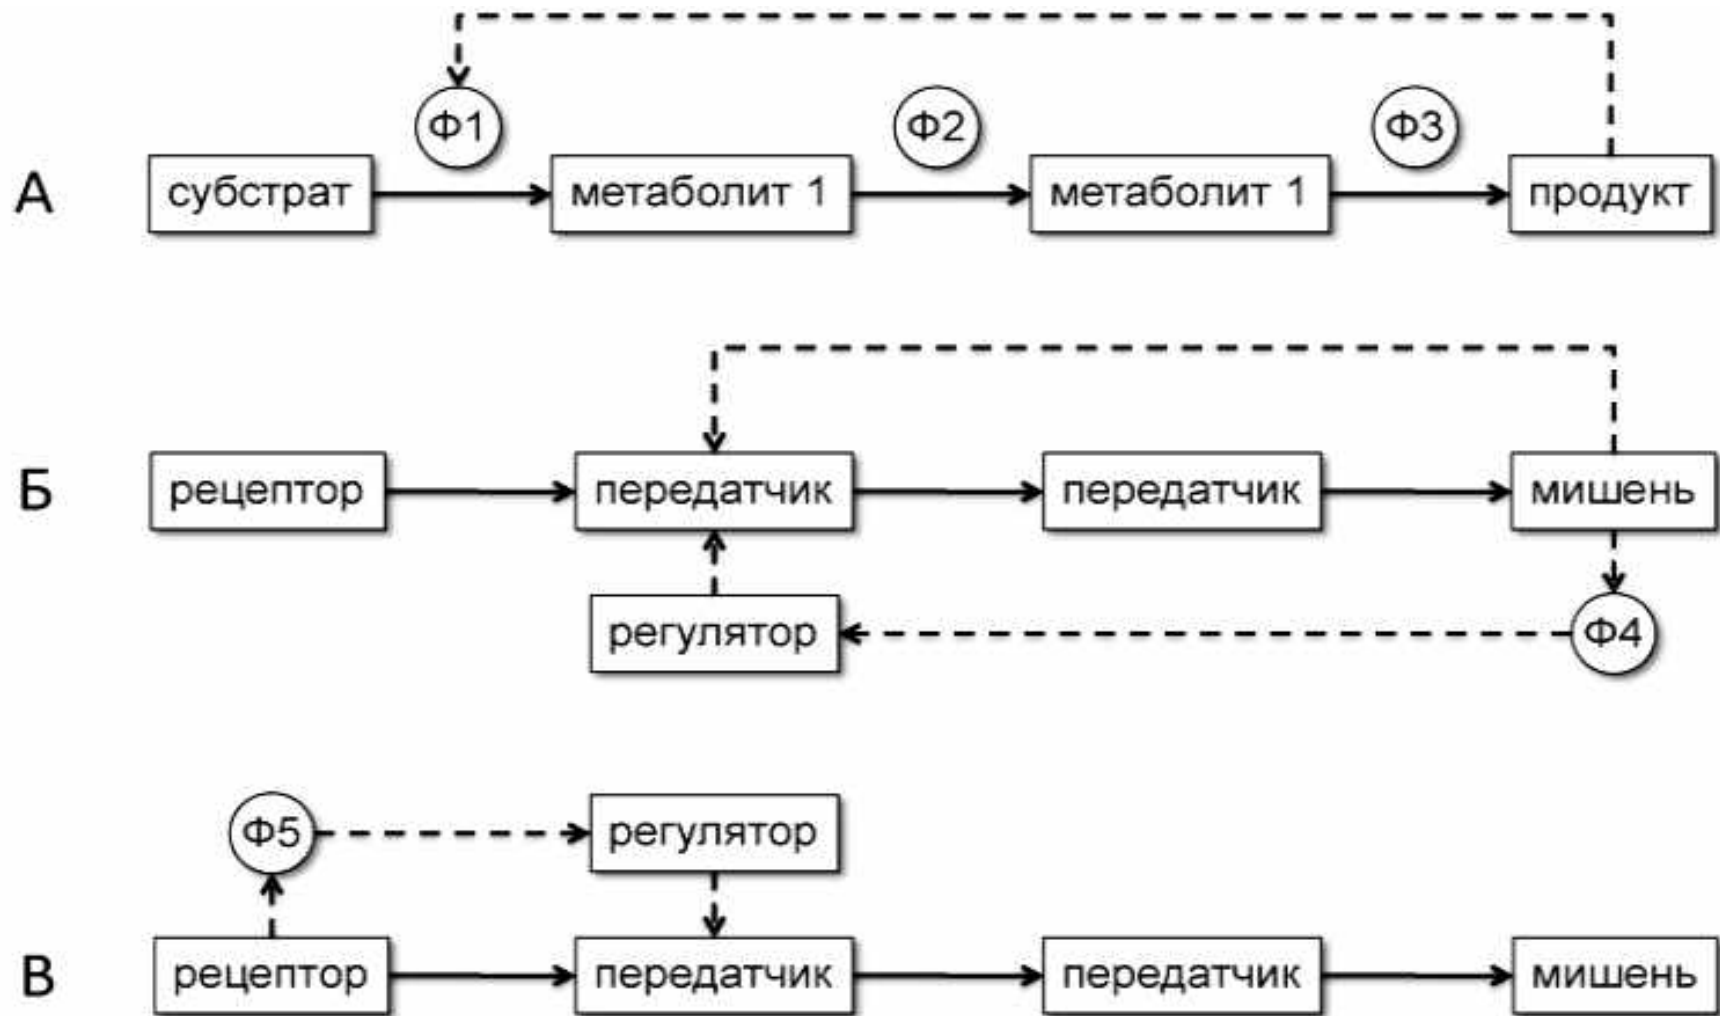 Ф1 Ф2 Ф3
А субстрат метаболит 1 метаболит 1 продукт
Б рецептор передатчик передатчик мишень
регулятор Ф4
Ф5 регулятор
В рецептор передатчик передатчик мишень